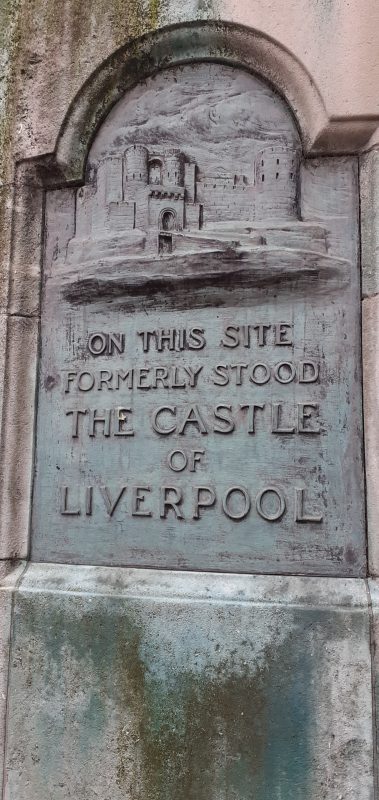 ON THIS SITE
FORMERLY STOOD
THE CASTLE
OF
LIVERPOOL